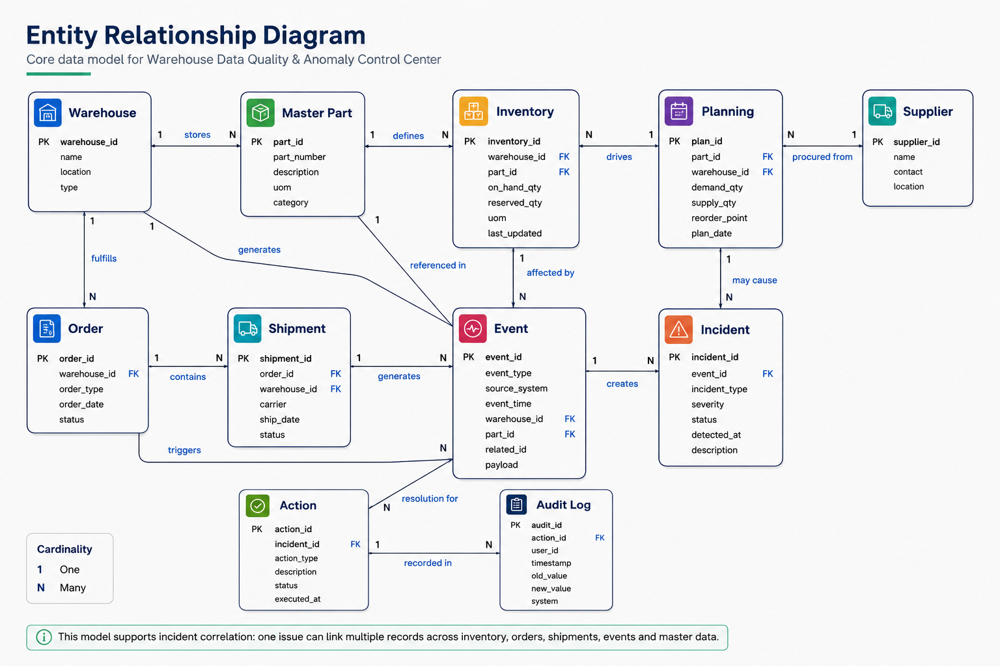 Entity Relationship Diagram
Core data model for Warehouse Data Quality & Anomaly Control Center
Warehouse
PK warehouse_id
name
location
type
1 stores N
Master Part
PK part_id
part_number
description
uom
category
1 defines N
Inventory
PK inventory_id
warehouse_id FK
part_id FK
on_hand_qty
reserved_qty
uom
last_updated
N 1
drives
Planning
PK plan_id
part_id FK
warehouse_id FK
demand_qty
supply_qty
reorder_point
plan_date
N 1
procured from
Supplier
PK supplier_id
name
contact
location
1
fulfills
N
1
generates
1
referenced in
1
affected by
N
1
may cause
N
Order
PK order_id
warehouse_id FK
order_type
order_date
status
1 N
contains
Shipment
PK shipment_id
order_id FK
warehouse_id FK
carrier
ship_date
status
1 N
generates
Event
PK event_id
event_type
source_system
event_time
warehouse_id FK
part_id FK
related_id
payload
1 N
creates
Incident
PK incident_id
event_id FK
incident_type
severity
status
detected_at
description
triggers
N
resolution for
N
Action
PK action_id
incident_id FK
action_type
description
status
executed_at
1 N
recorded in
Audit Log
PK audit_id
action_id FK
user_id
timestamp
old_value
new_value
system
Cardinality
1 One
N Many
This model supports incident correlation: one issue can link multiple records across inventory, orders, shipments, events and master data.